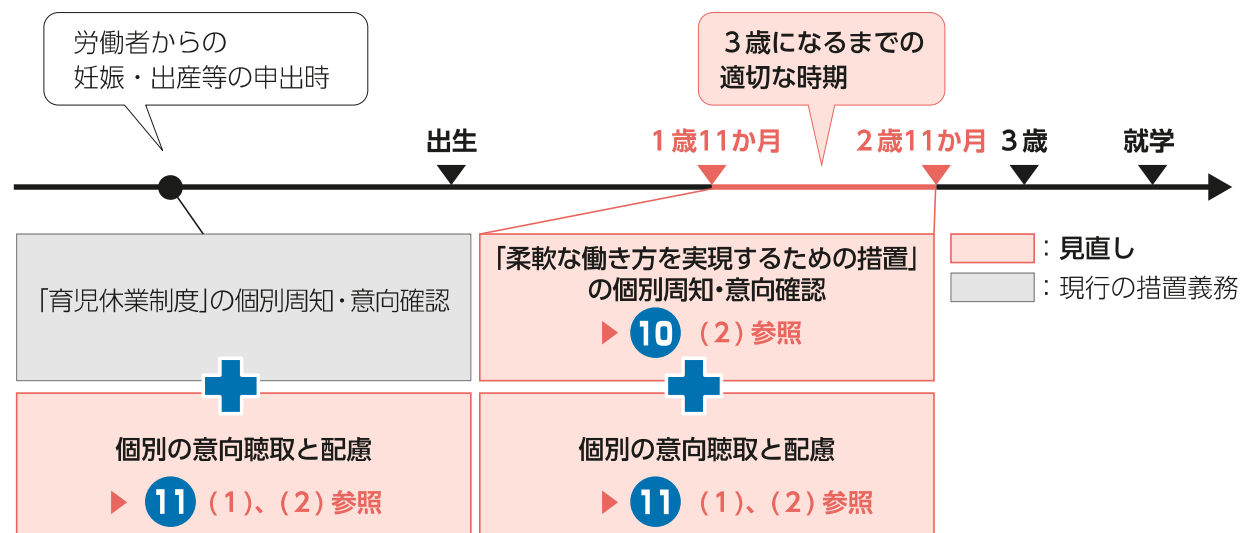 労働者からの
妊娠・出産等の申出時
3歳になるまでの
適切な時期
出生
1歳11か月
2歳11か月
3歳
就学
「育児休業制度」の個別周知・意向確認
「柔軟な働き方を実現するための措置」
の個別周知・意向確認
▶ 10 (2)参照
：見直し
：現行の措置義務
個別の意向聴取と配慮
▶ 11 (1)、(2)参照
個別の意向聴取と配慮
▶ 11 (1)、(2)参照